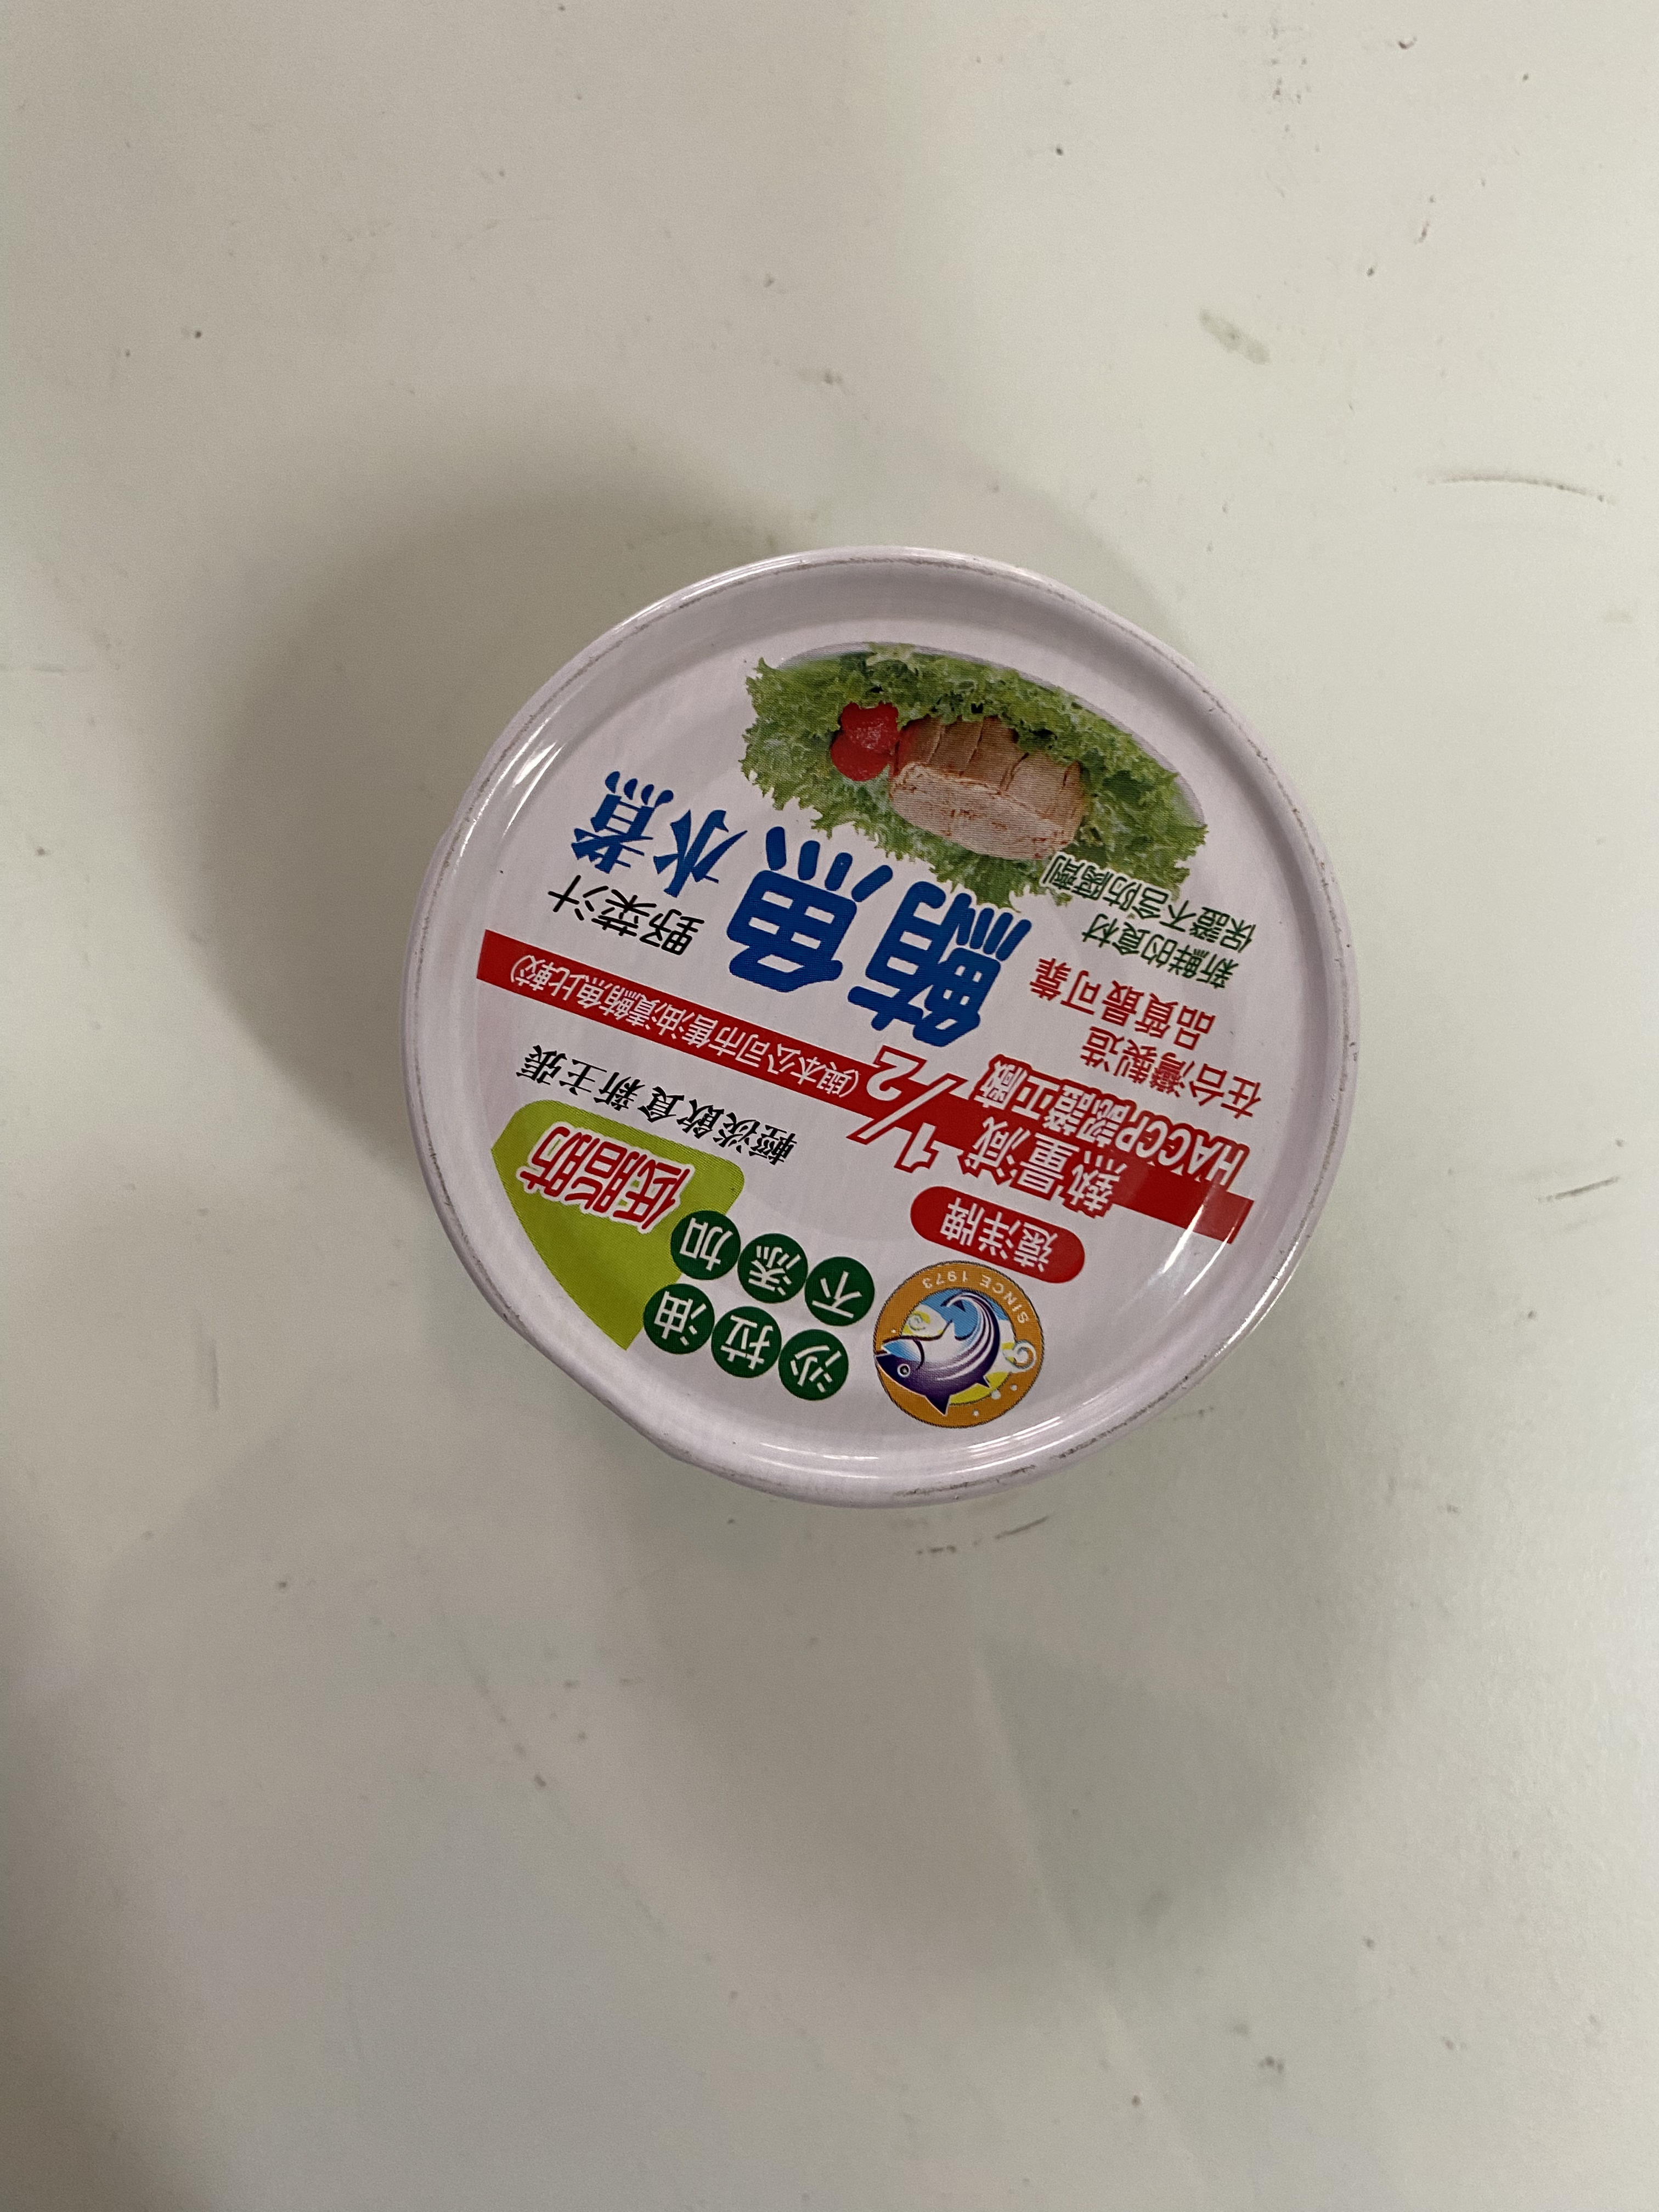 SINCE 1973
遠洋牌
沙拉油
不添加
低脂肪
輕淡飲食新主張
熱量減1/2
(與本公司市售油漬鮪魚比較)
HACCP認證工廠
在台灣製造
品質最可靠
新鮮的食材
保證不含防腐劑
鮪魚
野菜汁
水煮